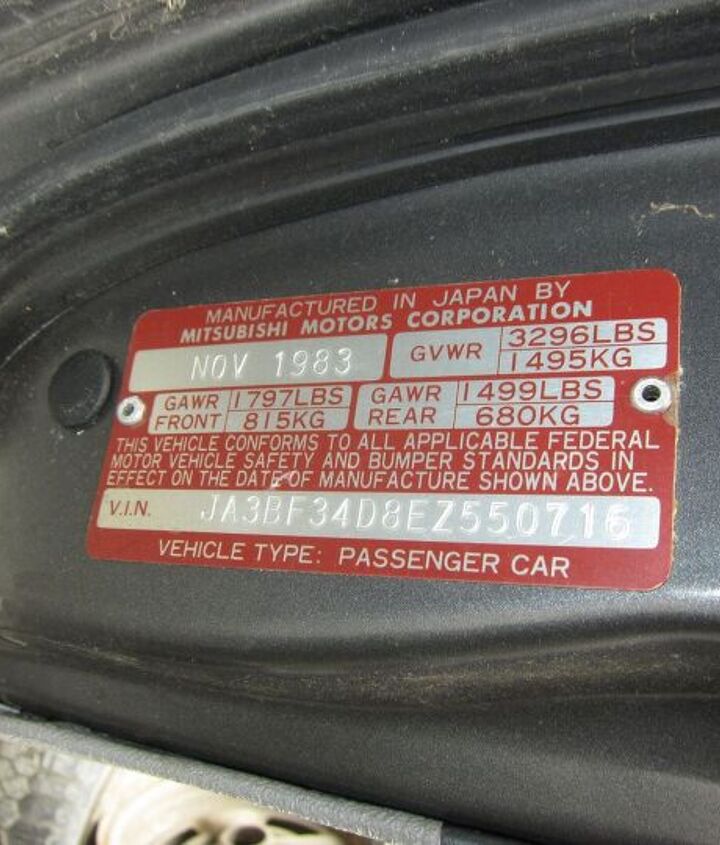 MANUFACTURED IN JAPAN BY
MITSUBISHI MOTORS CORPORATION
NOV 1983
GVWR 3296LBS
1495KG
GAWR FRONT 1797LBS
815KG
GAWR REAR 1499LBS
680KG
THIS VEHICLE CONFORMS TO ALL APPLICABLE FEDERAL
MOTOR VEHICLE SAFETY AND BUMPER STANDARDS IN
EFFECT ON THE DATE OF MANUFACTURE SHOWN ABOVE.
V.I.N. JA3BF34D8EZ550716
VEHICLE TYPE: PASSENGER CAR